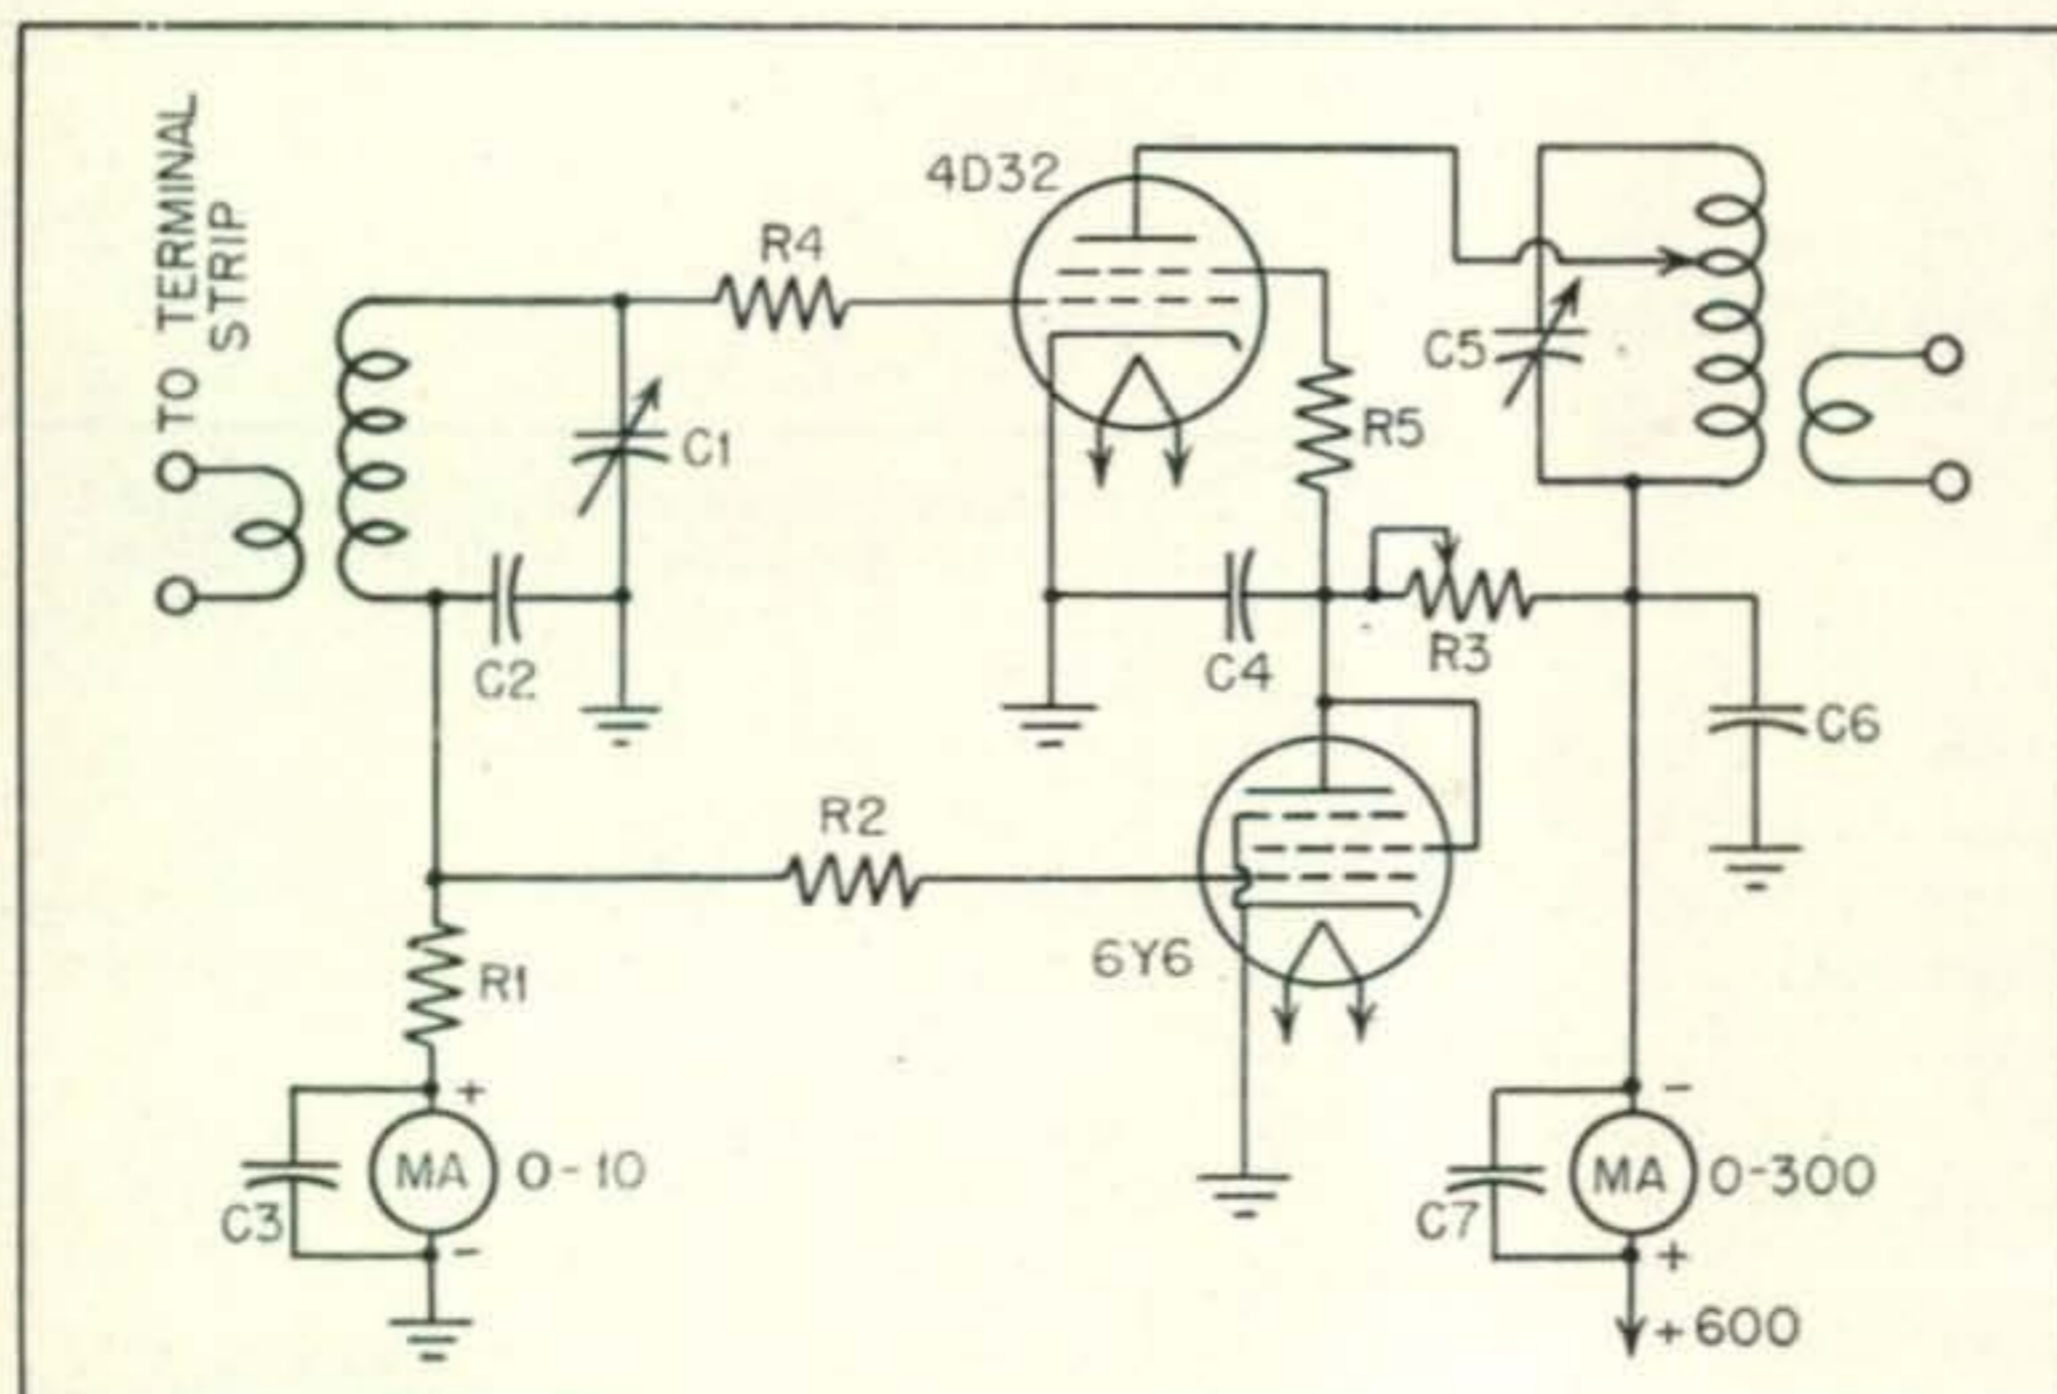 TO TERMINAL
STRIP
4D32
R4
C1
C5
R5
C2
C4
R3
C6
R2
6Y6
R1
+
-
MA
0-10
C3
-
MA
0-300
C7
+
+600